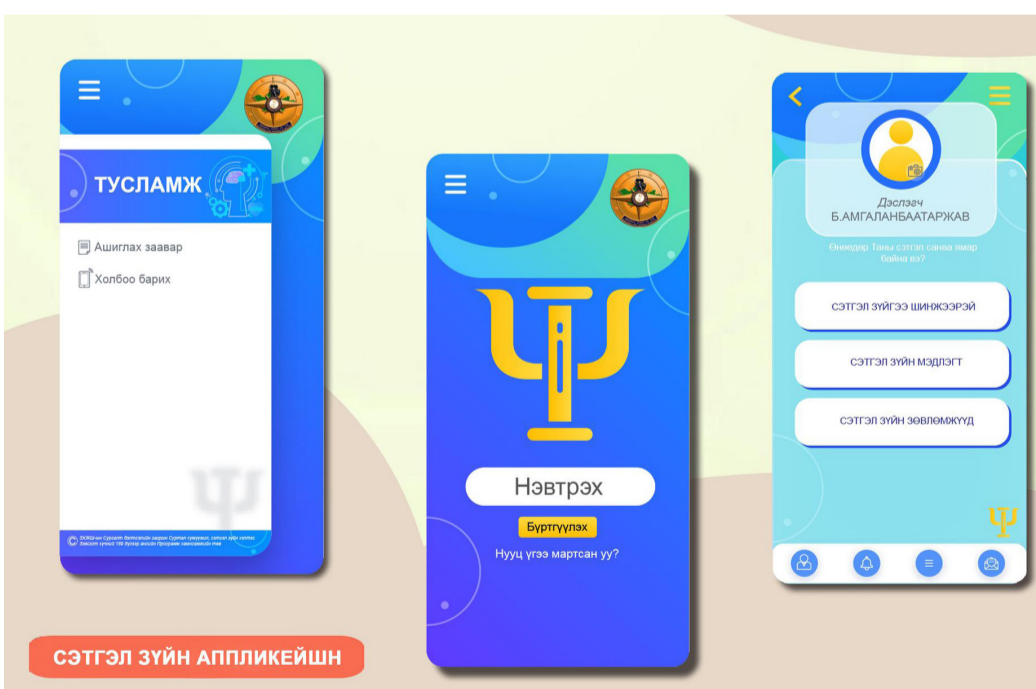 ТУСЛАМЖ
Ашиглах заавар
Холбоо барих
Нэвтрэх
Бүртгүүлэх
Нууц үгээ мартсан уу?
Дэслэгч
Б.АМГАЛАНБААТАРЖАВ
Өнөөдөр Таны сэтгэл санаа ямар
байна вэ?
СЭТГЭЛ ЗҮЙГЭЭ ШИНЖЭЭРЭЙ
СЭТГЭЛ ЗҮЙН МЭДЛЭГТ
СЭТГЭЛ ЗҮЙН ЗӨВЛӨМЖҮҮД
СЭТГЭЛ ЗҮЙН АППЛИКЕЙШН